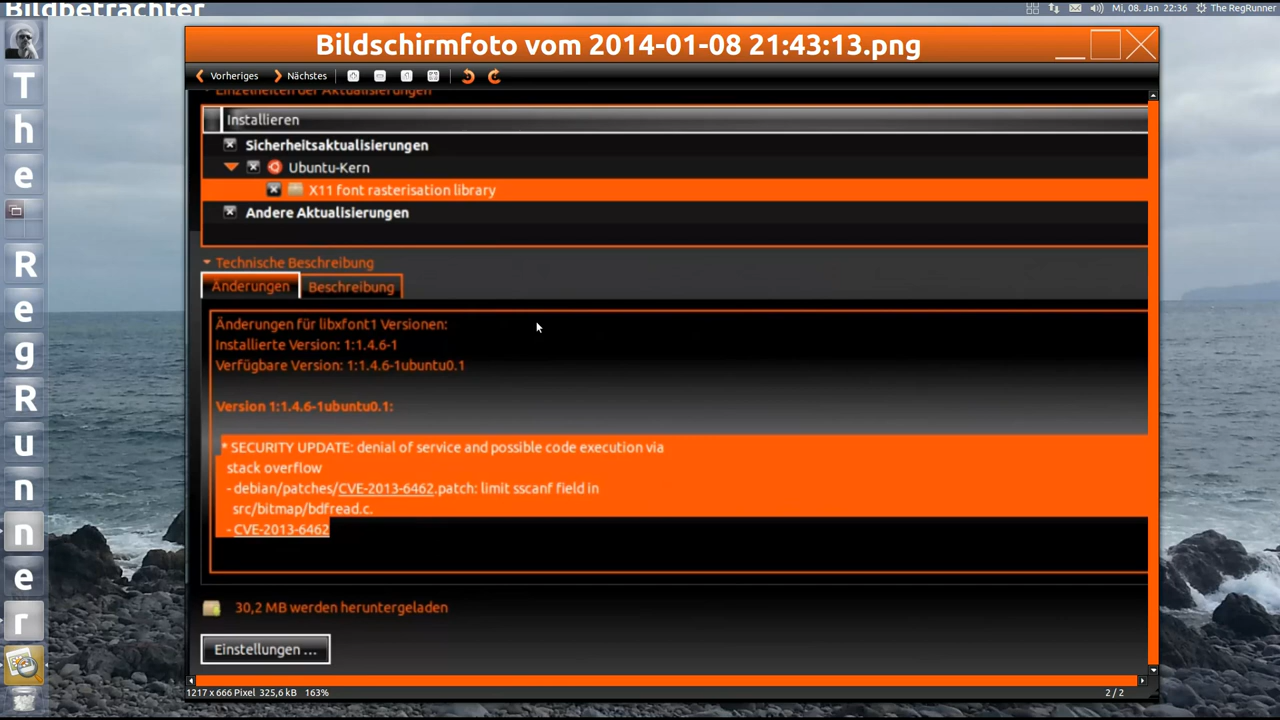 Bildbetrachter
Mi, 08. Jan 22:36 The RegRunner
Bildschirmfoto vom 2014-01-08 21:43:13.png
Vorheriges Nächstes
Einzelheiten der Aktualisierungen
Installieren
Sicherheitsaktualisierungen
Ubuntu-Kern
X11 font rasterisation library
Andere Aktualisierungen
Technische Beschreibung
Änderungen Beschreibung
Änderungen für libxfont1 Versionen:
Installierte Version: 1:1.4.6-1
Verfügbare Version: 1:1.4.6-1ubuntu0.1
Version 1:1.4.6-1ubuntu0.1:
* SECURITY UPDATE: denial of service and possible code execution via
stack overflow
- debian/patches/CVE-2013-6462.patch: limit sscanf field in
src/bitmap/bdfread.c.
- CVE-2013-6462
30,2 MB werden heruntergeladen
Einstellungen ...
1217 x 666 Pixel 325,6 kB 163%
2 / 2
T
h
e
R
e
g
R
u
n
n
e
r